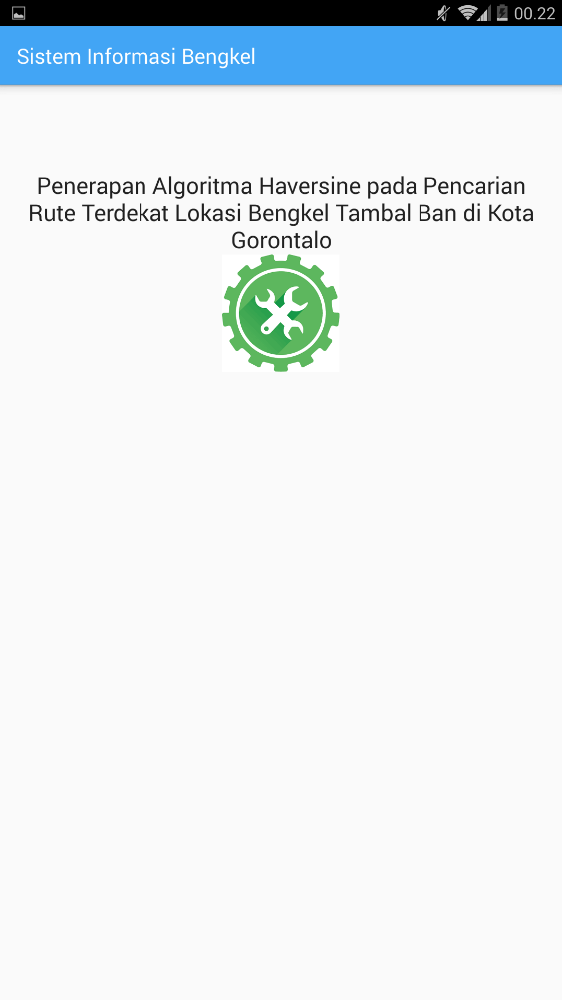 00.22
Sistem Informasi Bengkel
Penerapan Algoritma Haversine pada Pencarian
Rute Terdekat Lokasi Bengkel Tambal Ban di Kota
Gorontalo